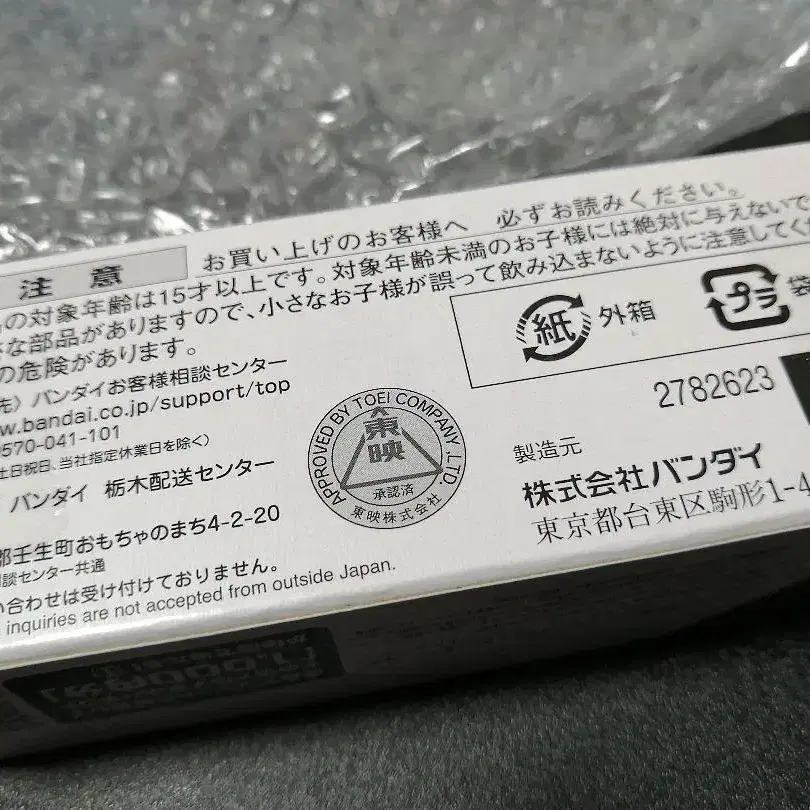 注意
お買い上げのお客様へ 必ずお読みください。
の対象年齢は15才以上です。対象年齢未満のお子様には絶対に与えないで
な部品がありますので、小さなお子様が誤って飲み込まないように注意してく
の危険があります。
先〉バンダイお客様相談センター
w.bandai.co.jp/support/top
570-041-101
土日祝日、当社指定休業日を除く)
バンダイ 栃木配送センター
郡壬生町おもちゃのまち4-2-20
談センター共通
い合わせは受け付けておりません。
inquiries are not accepted from outside Japan.
APPROVED BY TOEI COMPANY, LTD.
東映
承認済
東映株式会社
紙 外箱
プラ 袋
2782623
製造元
株式会社バンダイ
東京都台東区駒形1-4